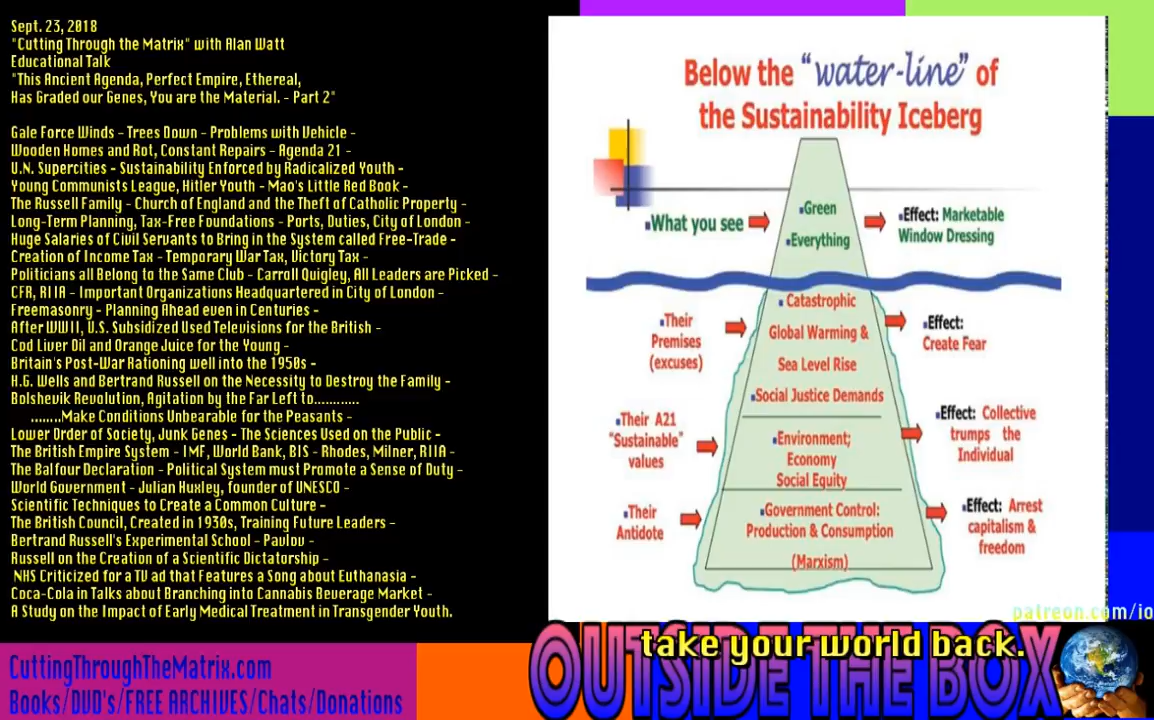 Sept. 23, 2018
"Cutting Through the Matrix" with Alan Watt
Educational Talk
"This Ancient Agenda, Perfect Empire, Ethereal,
Has Graded our Genes, You are the Material. - Part 2"
Gale Force Winds - Trees Down - Problems with Vehicle -
Wooden Homes and Rot, Constant Repairs - Agenda 21 -
U.N. Supercities - Sustainability Enforced by Radicalized Youth -
Young Communists League, Hitler Youth - Mao's Little Red Book -
The Russell Family - Church of England and the Theft of Catholic Property -
Long-Term Planning, Tax-Free Foundations - Ports, Duties, City of London -
Huge Salaries of Civil Servants to Bring in the System called Free-Trade -
Creation of Income Tax - Temporary War Tax, Victory Tax -
Politicians all Belong to the Same Club - Carroll Quigley, All Leaders are Picked -
CFR, RIIA - Important Organizations Headquartered in City of London -
Freemasonry - Planning Ahead even in Centuries -
After WWII, U.S. Subsidized Used Televisions for the British -
Cod Liver Oil and Orange Juice for the Young -
Britain's Post-War Rationing well into the 1950s -
H.G. Wells and Bertrand Russell on the Necessity to Destroy the Family -
Bolshevik Revolution, Agitation by the Far Left to............
........Make Conditions Unbearable for the Peasants -
Lower Order of Society, Junk Genes - The Sciences Used on the Public -
The British Empire System - IMF, World Bank, BIS - Rhodes, Milner, RIIA -
The Balfour Declaration - Political System must Promote a Sense of Duty -
World Government - Julian Huxley, founder of UNESCO -
Scientific Techniques to Create a Common Culture -
The British Council, Created in 1930s, Training Future Leaders -
Bertrand Russell's Experimental School - Pavlov -
Russell on the Creation of a Scientific Dictatorship -
NHS Criticized for a TV ad that Features a Song about Euthanasia -
Coca-Cola in Talks about Branching into Cannabis Beverage Market -
A Study on the Impact of Early Medical Treatment in Transgender Youth.
CuttingThroughTheMatrix.com
Books/DVD's/FREE ARCHIVES/Chats/Donations
Below the "water-line" of
the Sustainability Iceberg
What you see
Green
Everything
Effect: Marketable
Window Dressing
Their
Premises
(excuses)
Catastrophic
Global Warming &
Sea Level Rise
Social Justice Demands
Effect:
Create Fear
Their A21
"Sustainable"
values
Environment;
Economy
Social Equity
Effect: Collective
trumps the
Individual
Their
Antidote
Government Control:
Production & Consumption
(Marxism)
Effect: Arrest
capitalism &
freedom
patreon.com/io
take your world back.
OUTSIDE THE BOX